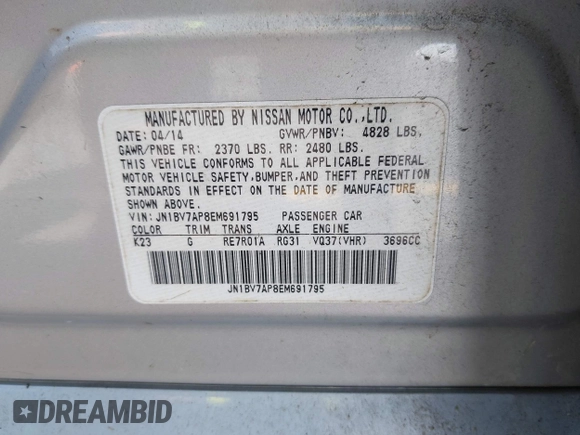 MANUFACTURED BY NISSAN MOTOR CO.,LTD.
DATE: 04/14 GVWR/PNBV: 4828 LBS.
GAWR/PNBE FR: 2370 LBS. RR: 2480 LBS.
THIS VEHICLE CONFORMS TO ALL APPLICABLE FEDERAL
MOTOR VEHICLE SAFETY,BUMPER,AND THEFT PREVENTION
STANDARDS IN EFFECT ON THE DATE OF MANUFACTURE
SHOWN ABOVE.
VIN: JN1BV7AP8EM691795 PASSENGER CAR
COLOR TRIM TRANS AXLE ENGINE
K23 G RE7R01A RG31 VQ37(VHR) 3696CC
JN1BV7AP8EM691795
DREAMBID